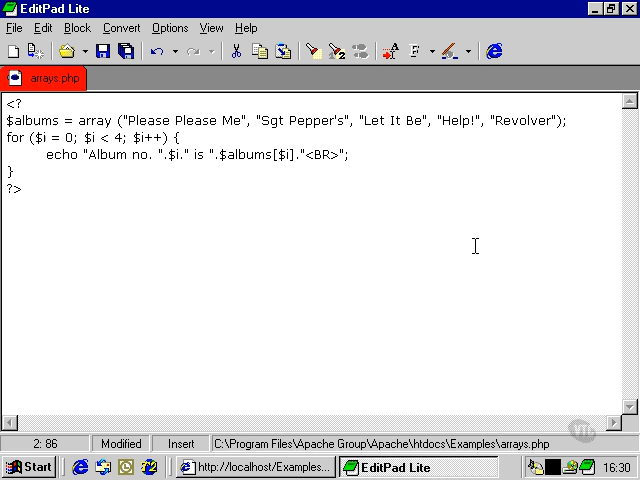 EditPad Lite
File Edit Block Convert Options View Help
arrays.php
<?
$albums = array ("Please Please Me", "Sgt Pepper's", "Let It Be", "Help!", "Revolver");
for ($i = 0; $i < 4; $i++) {
echo "Album no. ".$i." is ".$albums[$i]."<BR>";
}
?>
2: 86 Modified Insert C:\Program Files\Apache Group\Apache\htdocs\Examples\arrays.php
Start http://localhost/Examples... EditPad Lite 16:30